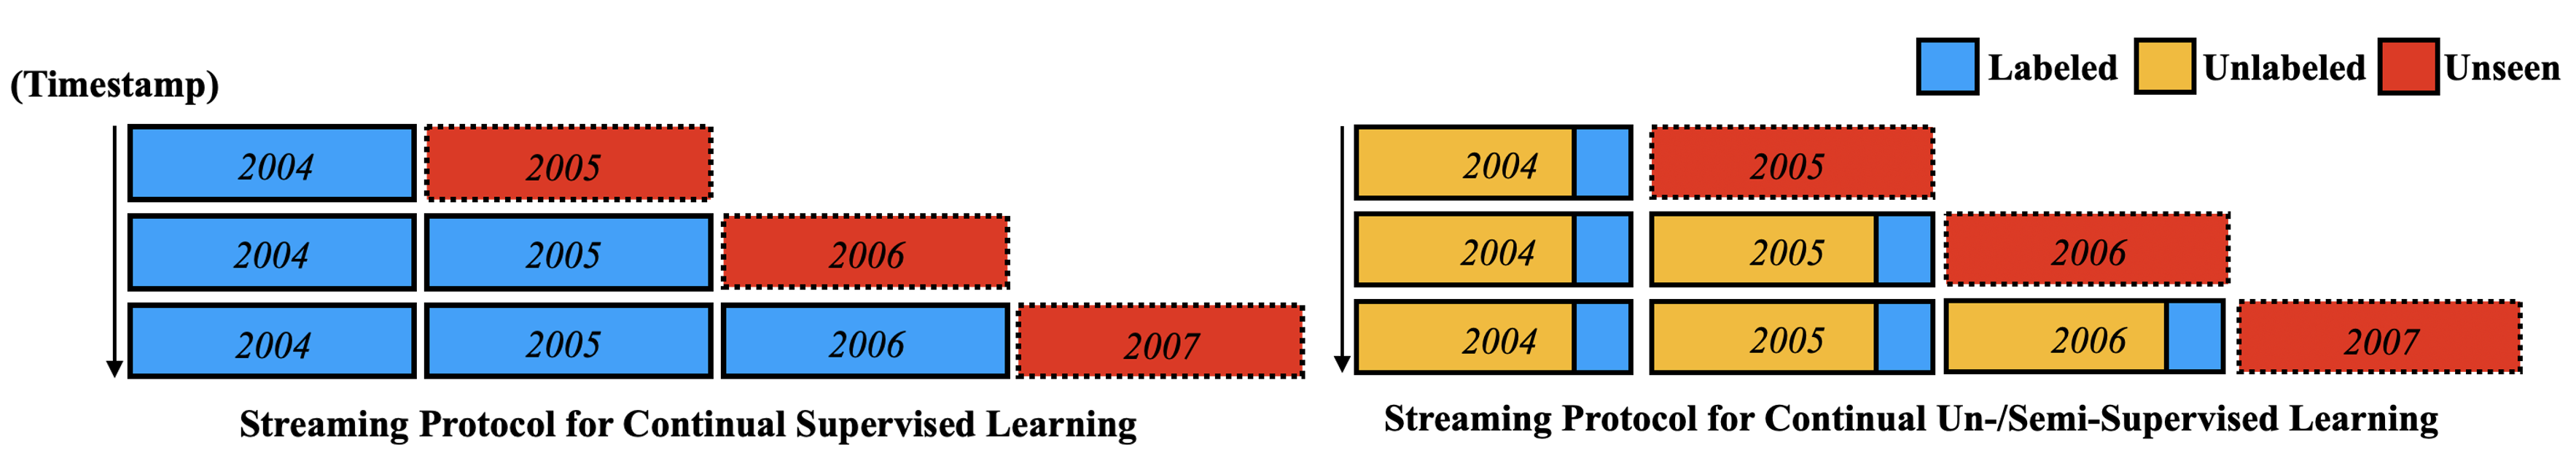 (Timestamp)
Labeled Unlabeled Unseen
2004 2005
2004 2005 2006
2004 2005 2006 2007
Streaming Protocol for Continual Supervised Learning
2004 2005
2004 2005 2006
2004 2005 2006 2007
Streaming Protocol for Continual Un-/Semi-Supervised Learning